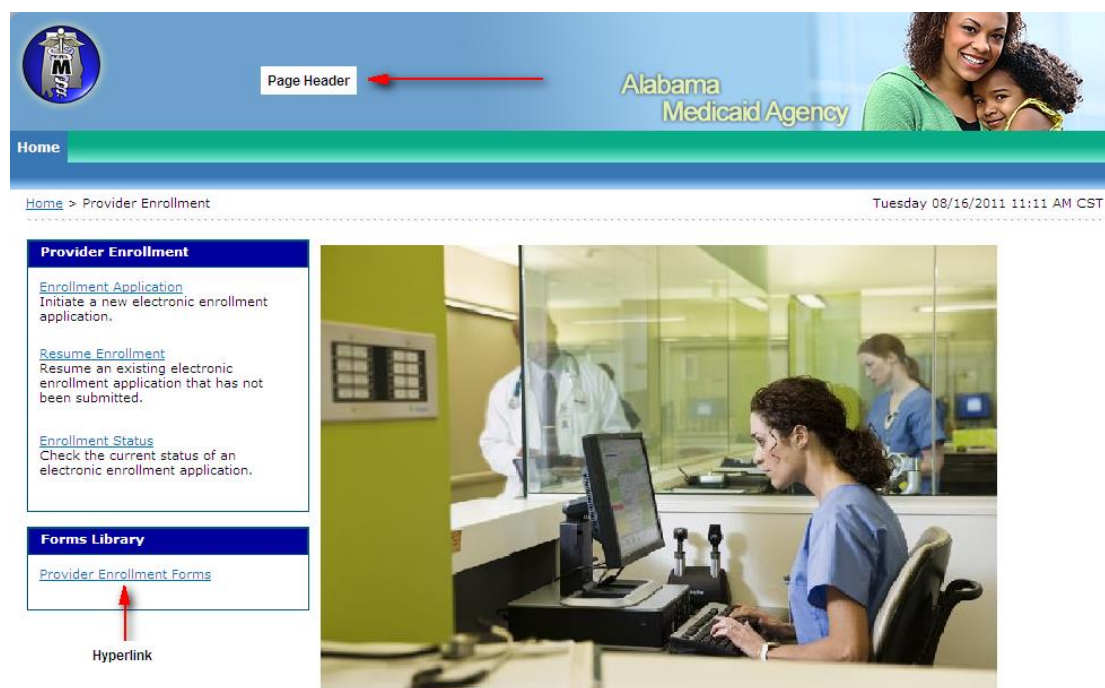 M
Page Header
Alabama
Medicaid Agency
Home
Home > Provider Enrollment
Tuesday 08/16/2011 11:11 AM CST
Provider Enrollment
Enrollment Application
Initiate a new electronic enrollment
application.
Resume Enrollment
Resume an existing electronic
enrollment application that has not
been submitted.
Enrollment Status
Check the current status of an
electronic enrollment application.
Forms Library
Provider Enrollment Forms
Hyperlink